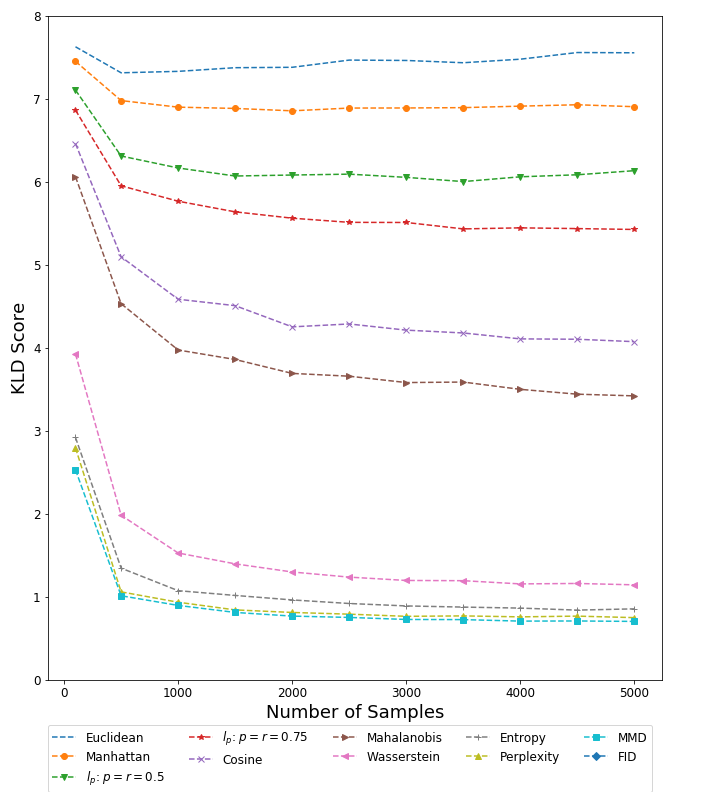 8
7
6
5
4
3
2
1
0
KLD Score
0 1000 2000 3000 4000 5000
Number of Samples
Euclidean
Manhattan
l_p: p = r = 0.5
l_p: p = r = 0.75
Cosine
Mahalanobis
Wasserstein
Entropy
Perplexity
MMD
FID